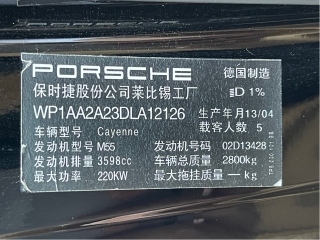 PORSCHE 德国制造
保时捷股份公司莱比锡工厂 D 1%
WP1AA2A23DLA12126 生产年月13/04
车辆型号 Cayenne 载客人数 5
发动机型号 M55 发动机号码 02D13428
发动机排量 3598cc 车辆总质量 2800kg
最大功率 220KW 最大拖挂质量 — kg